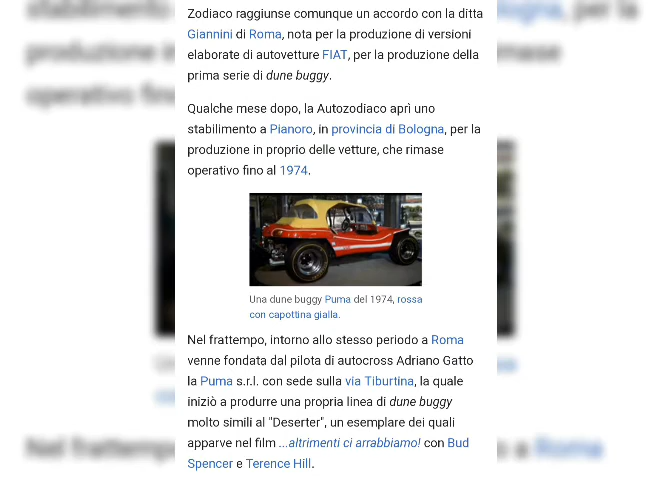 Zodiaco raggiunse comunque un accordo con la ditta
Giannini di Roma, nota per la produzione di versioni
elaborate di autovetture FIAT, per la produzione della
prima serie di dune buggy.
Qualche mese dopo, la Autozodiaco aprì uno
stabilimento a Pianoro, in provincia di Bologna, per la
produzione in proprio delle vetture, che rimase
operativo fino al 1974.
Una dune buggy Puma del 1974, rossa
con capottina gialla.
Nel frattempo, intorno allo stesso periodo a Roma
venne fondata dal pilota di autocross Adriano Gatto
la Puma s.r.l. con sede sulla via Tiburtina, la quale
iniziò a produrre una propria linea di dune buggy
molto simili al "Deserter", un esemplare dei quali
apparve nel film ...altrimenti ci arrabbiamo! con Bud
Spencer e Terence Hill.